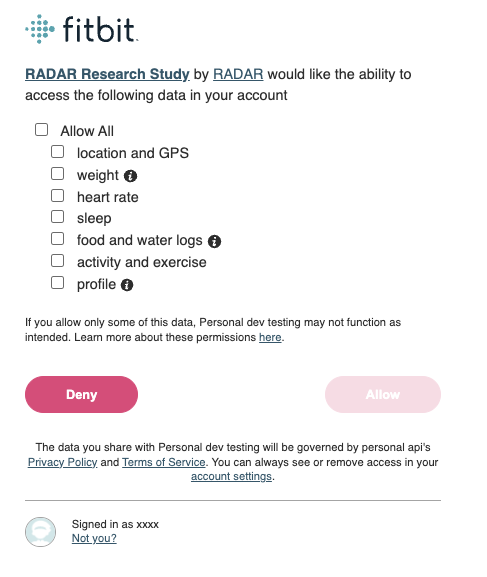 fitbit.
RADAR Research Study by RADAR would like the ability to
access the following data in your account
Allow All
location and GPS
weight
heart rate
sleep
food and water logs
activity and exercise
profile
If you allow only some of this data, Personal dev testing may not function as
intended. Learn more about these permissions here.
Deny
Allow
The data you share with Personal dev testing will be governed by personal api's
Privacy Policy and Terms of Service. You can always see or remove access in your
account settings.
Signed in as xxxx
Not you?